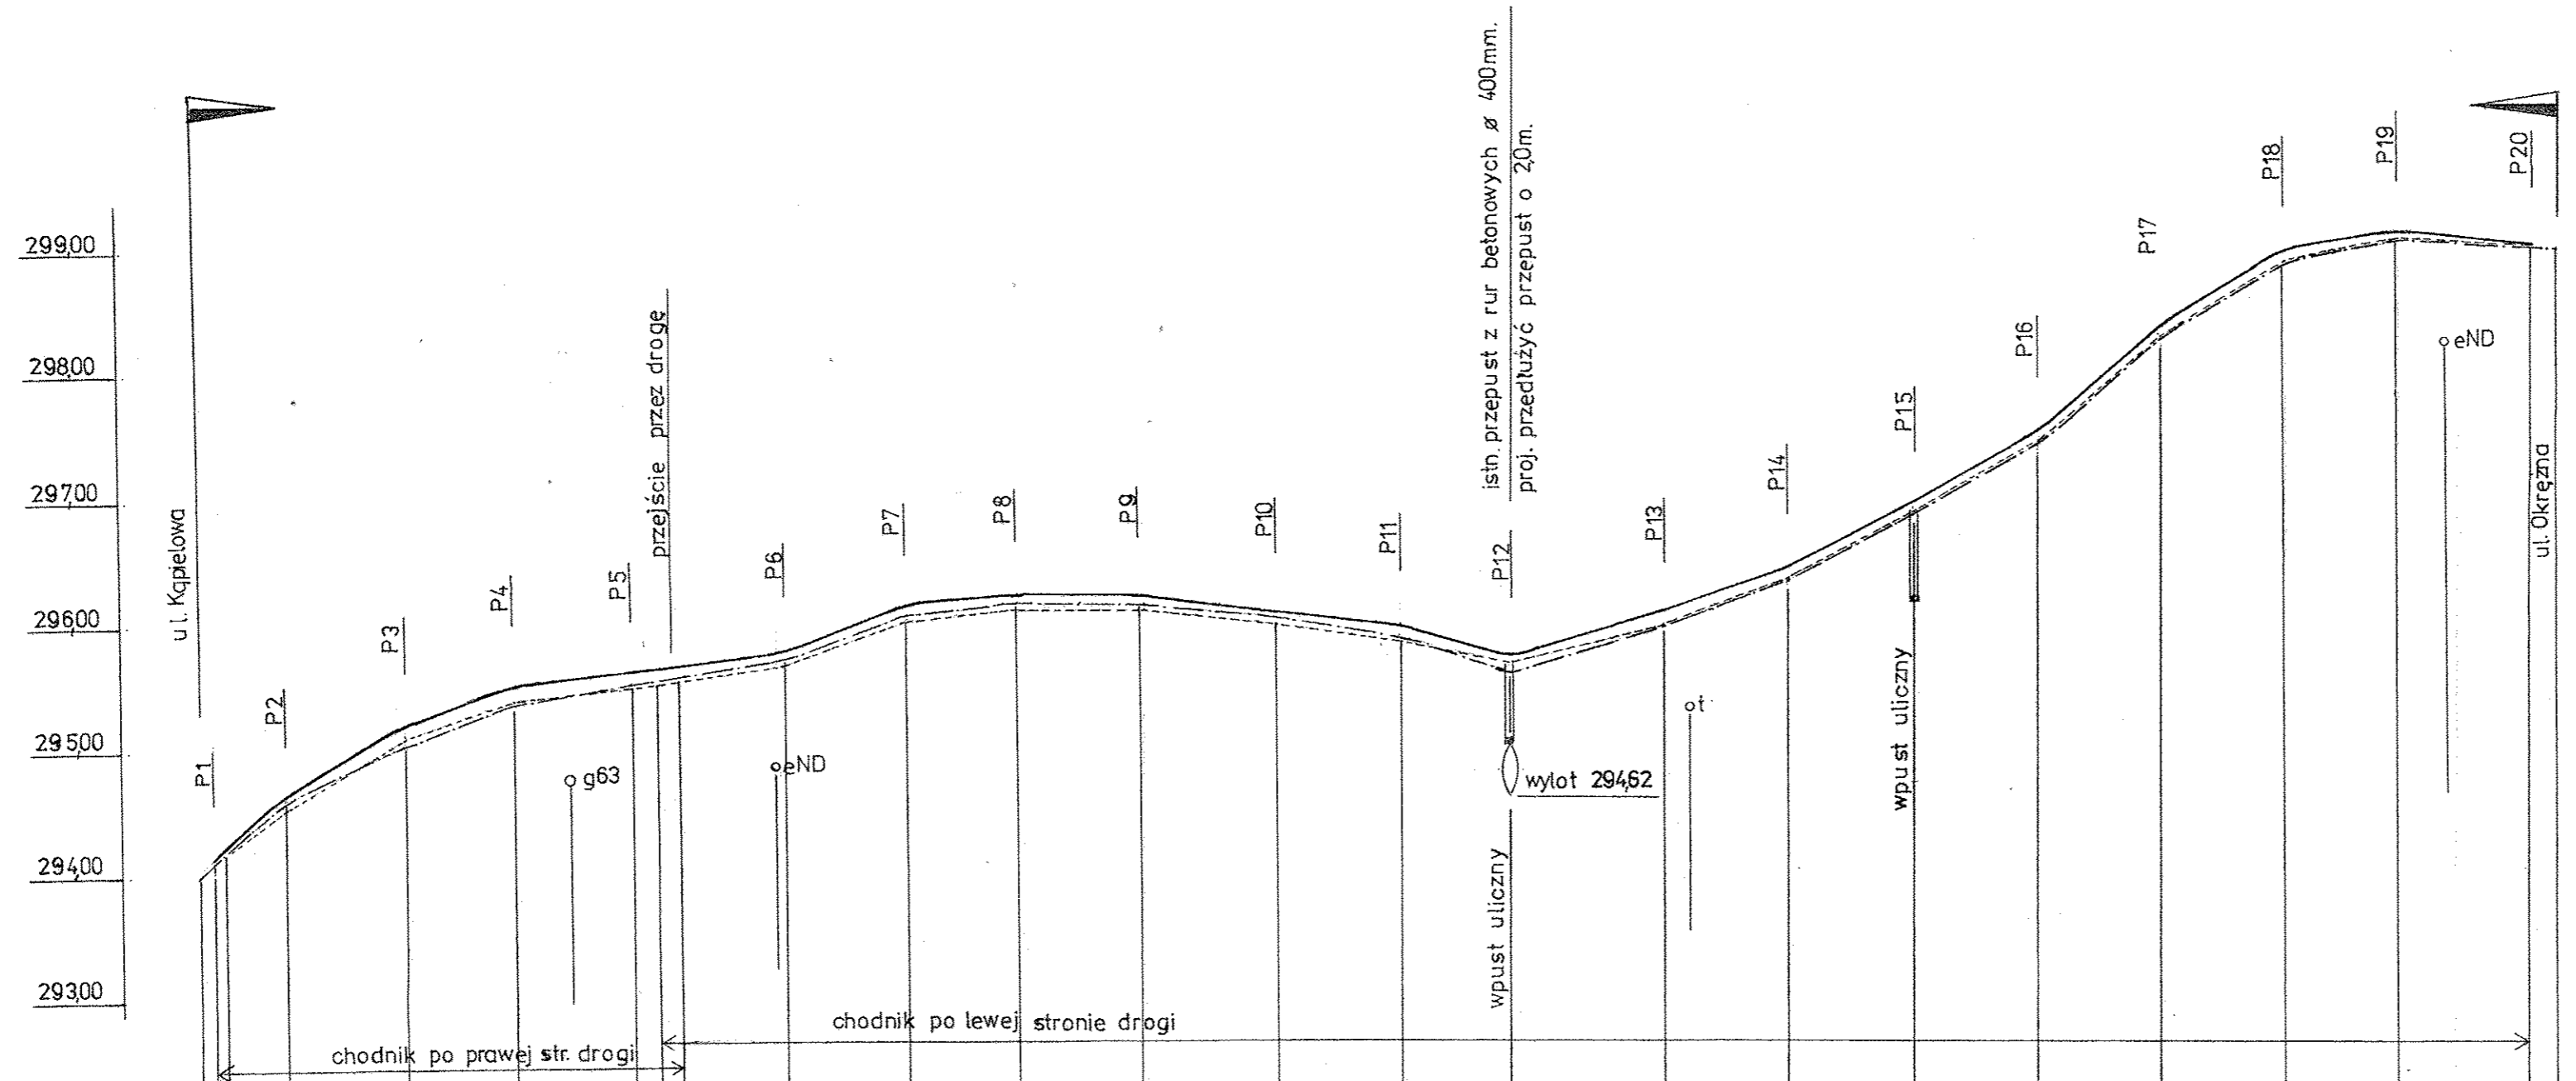 istn. przepust z rur betonowych ø 400mm.
proj. przedłużyć przepust o 2,0m.
299,00
298,00
297,00
296,00
295,00
294,00
293,00
ul. Kąpielowa
P1
P2
P3
P4
P5
przejście przez drogę
P6
P7
P8
P9
P10
P11
P12
P13
P14
P15
P16
P17
P18
P19
P20
ul. Okrężna
g63
eND
wylot 294,62
wpust uliczny
t
wpust uliczny
eND
chodnik po lewej stronie drogi
chodnik po prawej str. drogi